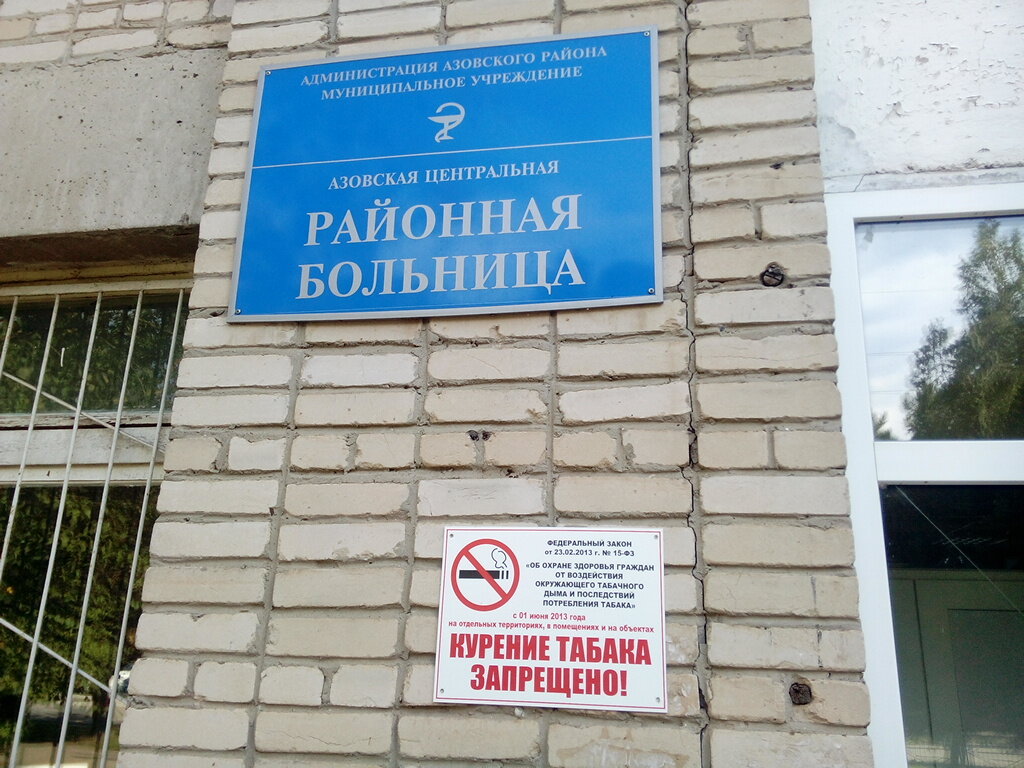 АДМИНИСТРАЦИЯ АЗОВСКОГО РАЙОНА
МУНИЦИПАЛЬНОЕ УЧРЕЖДЕНИЕ
АЗОВСКАЯ ЦЕНТРАЛЬНАЯ
РАЙОННАЯ
БОЛЬНИЦА
ФЕДЕРАЛЬНЫЙ ЗАКОН
от 23.02.2013 г. № 15-ФЗ
«ОБ ОХРАНЕ ЗДОРОВЬЯ ГРАЖДАН
ОТ ВОЗДЕЙСТВИЯ
ОКРУЖАЮЩЕГО ТАБАЧНОГО
ДЫМА И ПОСЛЕДСТВИЙ
ПОТРЕБЛЕНИЯ ТАБАКА»
с 01 июня 2013 года
на отдельных территориях, в помещениях и на объектах
КУРЕНИЕ ТАБАКА
ЗАПРЕЩЕНО!